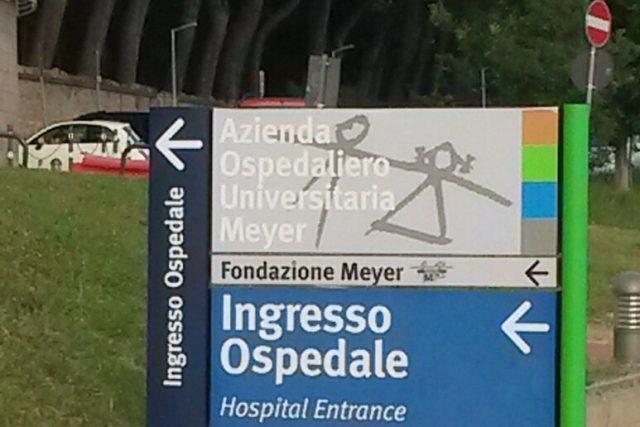 Ingresso Ospedale
Azienda
Ospedaliero
Universitaria
Meyer
Fondazione Meyer
Ingresso
Ospedale
Hospital Entrance